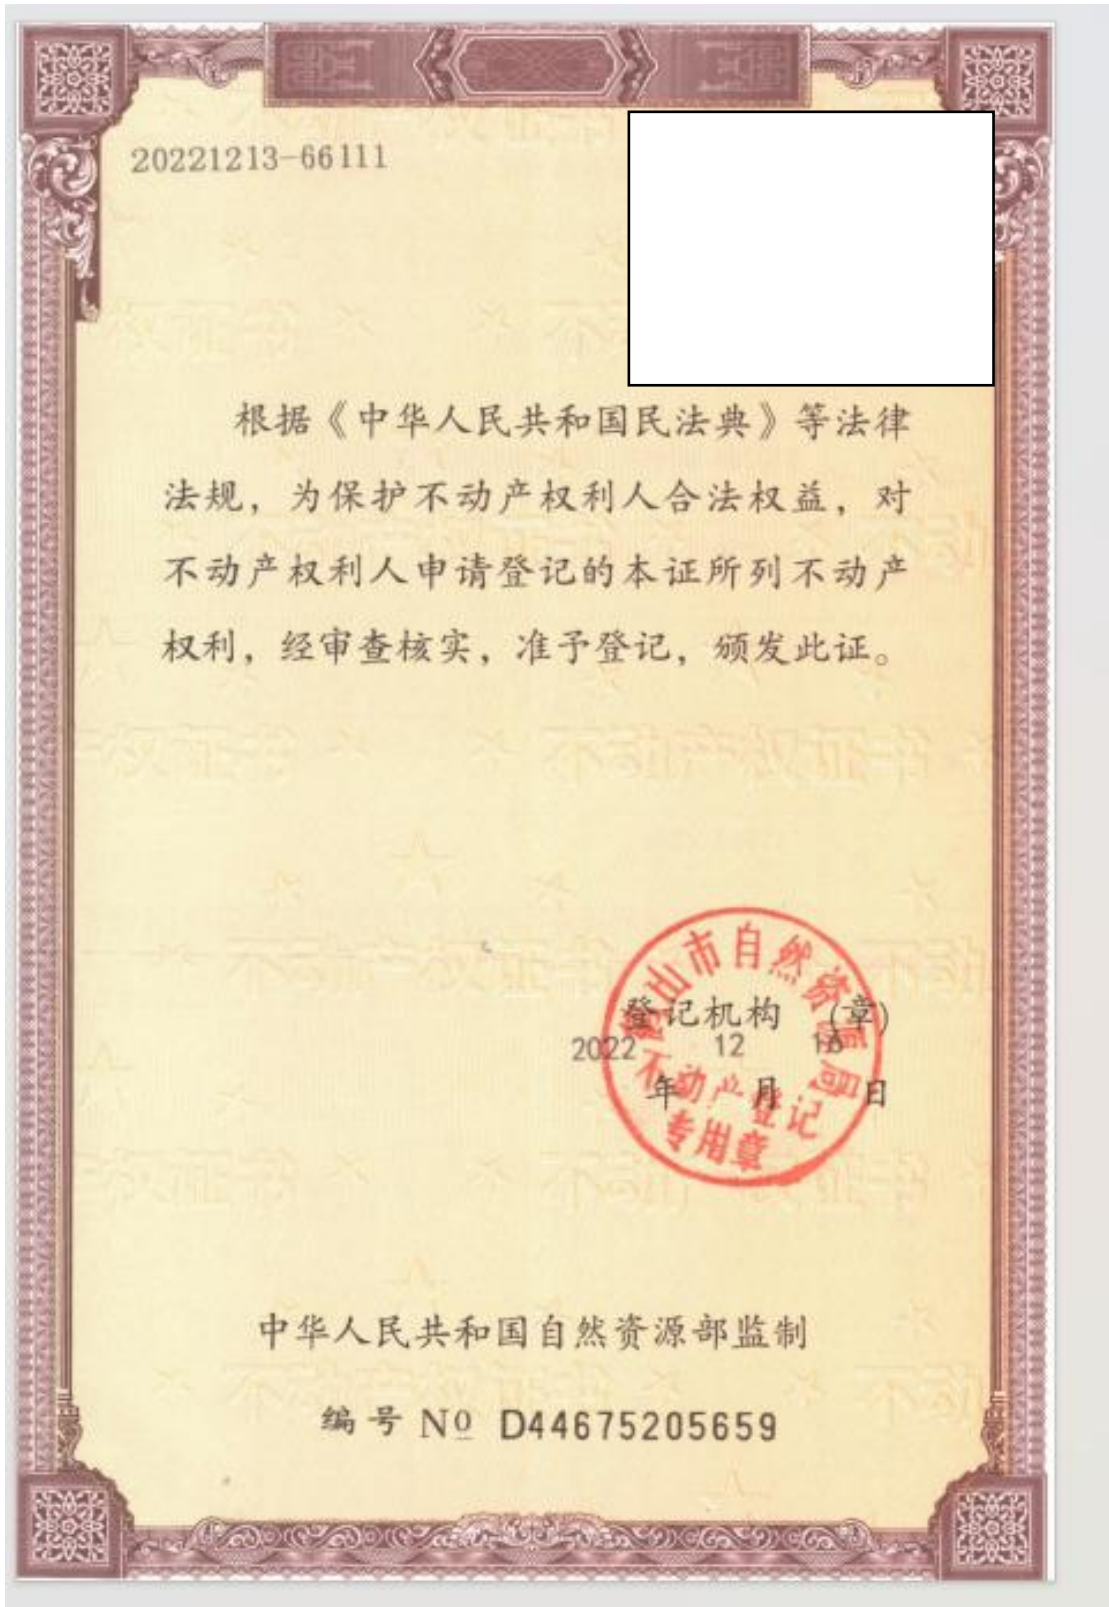 20221213-66111
根据《中华人民共和国民法典》等法律
法规，为保护不动产权利人合法权益，对
不动产权利人申请登记的本证所列不动产
权利，经审查核实，准予登记，颁发此证。
山市自然资源局
登记机构 (章)
2022 12 16
年 月 日
不动产登记
专用章
中华人民共和国自然资源部监制
编号 Nº D44675205659